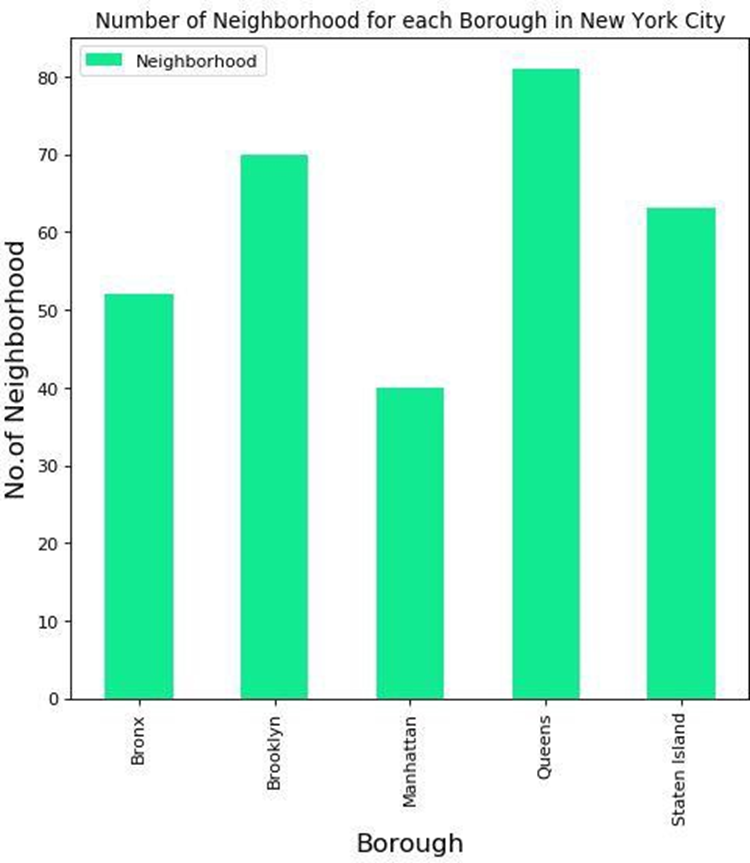 Number of Neighborhood for each Borough in New York City
Neighborhood
No.of Neighborhood
80
70
60
50
40
30
20
10
0
Bronx
Brooklyn
Manhattan
Queens
Staten Island
Borough